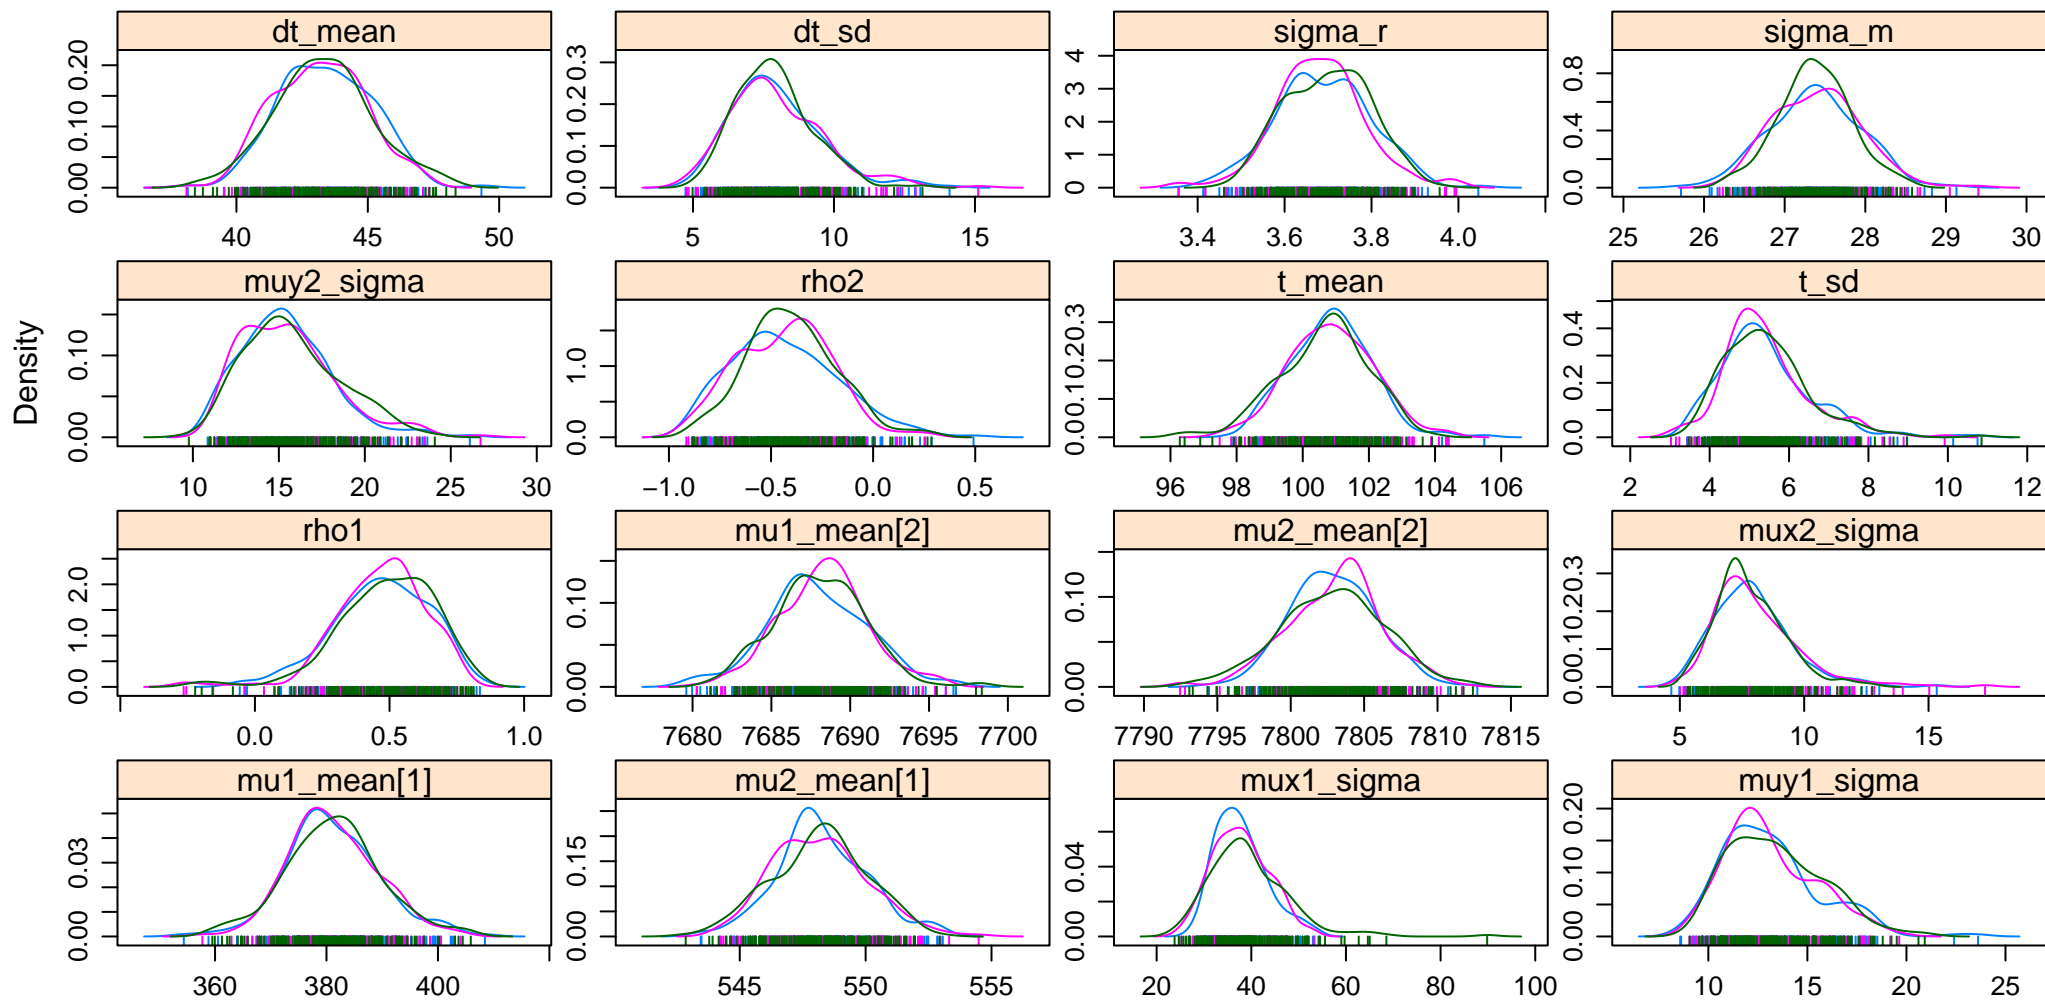 dt_mean
dt_sd
sigma_r
sigma_m
0.00 0.10 0.20
0.0 0.1 0.2 0.3
0 1 2 3 4
0.0 0.4 0.8
40 45 50
5 10 15
3.4 3.6 3.8 4.0
25 26 27 28 29 30
muy2_sigma
rho2
t_mean
t_sd
Density
0.00 0.10
0.0 1.0
0.0 0.1 0.2 0.3
0.0 0.2 0.4
10 15 20 25 30
−1.0 −0.5 0.0 0.5
96 98 100 102 104 106
2 4 6 8 10 12
rho1
mu1_mean[2]
mu2_mean[2]
mux2_sigma
0.0 1.0 2.0
0.00 0.10
0.00 0.10
0.0 0.1 0.2 0.3
0.0 0.5 1.0
7680 7685 7690 7695 7700
7790 7795 7800 7805 7810 7815
5 10 15
mu1_mean[1]
mu2_mean[1]
mux1_sigma
muy1_sigma
0.00 0.03
0.00 0.15
0.00 0.04
0.00 0.10 0.20
360 380 400
545 550 555
20 40 60 80 100
10 15 20 25